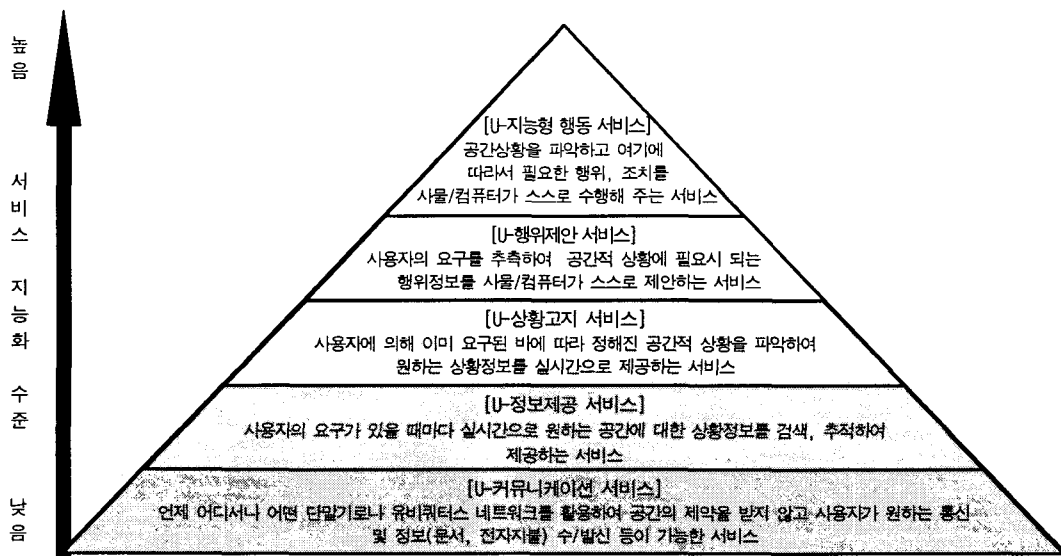 높음
서비스 지능화 수준
낮음
[U-지능형 행동 서비스]
공간상황을 파악하고 여기에
따라서 필요한 행위, 조치를
사물/컴퓨터가 스스로 수행해 주는 서비스
[U-행위제안 서비스]
사용자의 요구를 추측하여 공간적 상황에 필요시 되는
행위정보를 사물/컴퓨터가 스스로 제안하는 서비스
[U-상황고지 서비스]
사용자에 의해 이미 요구된 바에 따라 정해진 공간적 상황을 파악하여
원하는 상황정보를 실시간으로 제공하는 서비스
[U-정보제공 서비스]
사용자의 요구가 있을 때마다 실시간으로 원하는 공간에 대한 상황정보를 검색, 추적하여
제공하는 서비스
[U-커뮤니케이션 서비스]
언제 어디서나 어떤 단말기로나 유비쿼터스 네트워크를 활용하여 공간의 제약을 받지 않고 사용자가 원하는 통신
및 정보(문서, 전자지불) 수/발신 등이 가능한 서비스